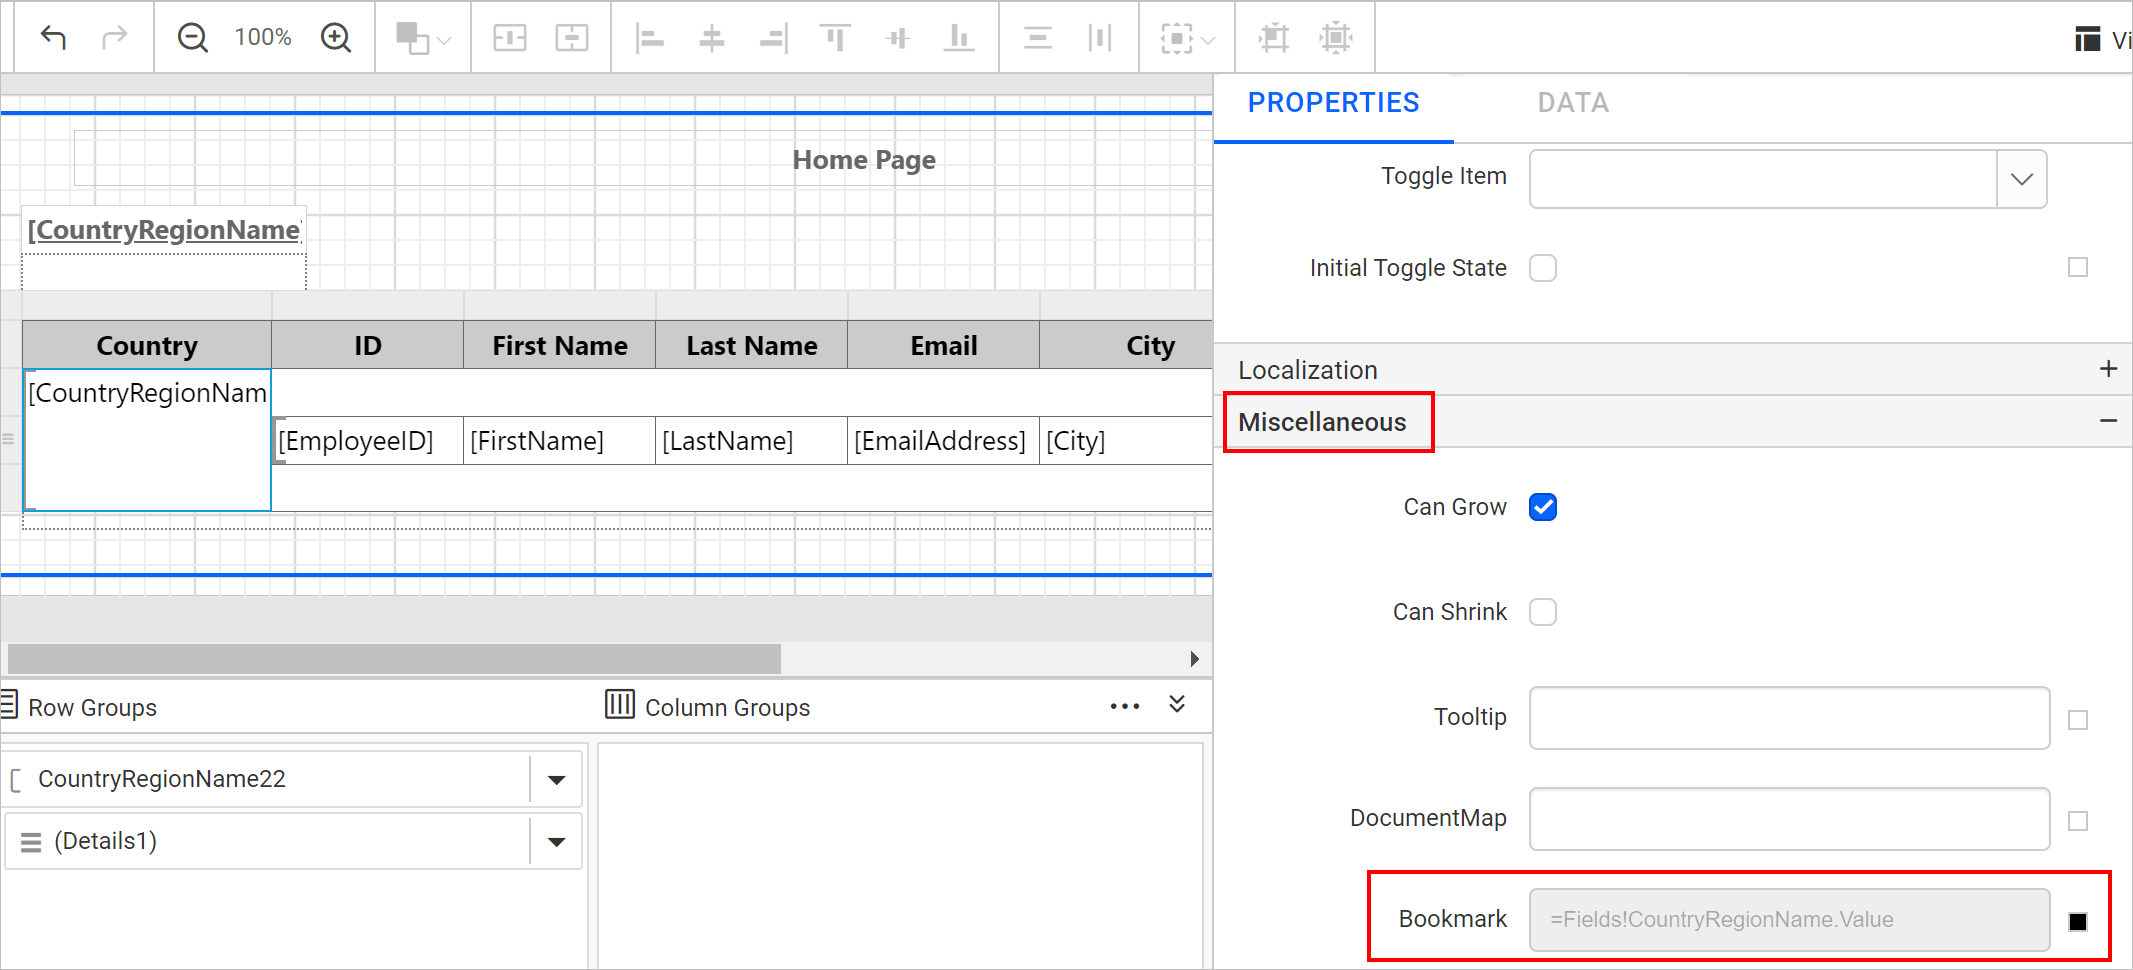 100%
Vi
PROPERTIES
DATA
Home Page
[CountryRegionName]
Country
ID
First Name
Last Name
Email
City
[CountryRegionNam
[EmployeeID]
[FirstName]
[LastName]
[EmailAddress]
[City]
Row Groups
Column Groups
CountryRegionName22
(Details1)
Toggle Item
Initial Toggle State
Localization
Miscellaneous
Can Grow
Can Shrink
Tooltip
DocumentMap
Bookmark
=Fields!CountryRegionName.Value